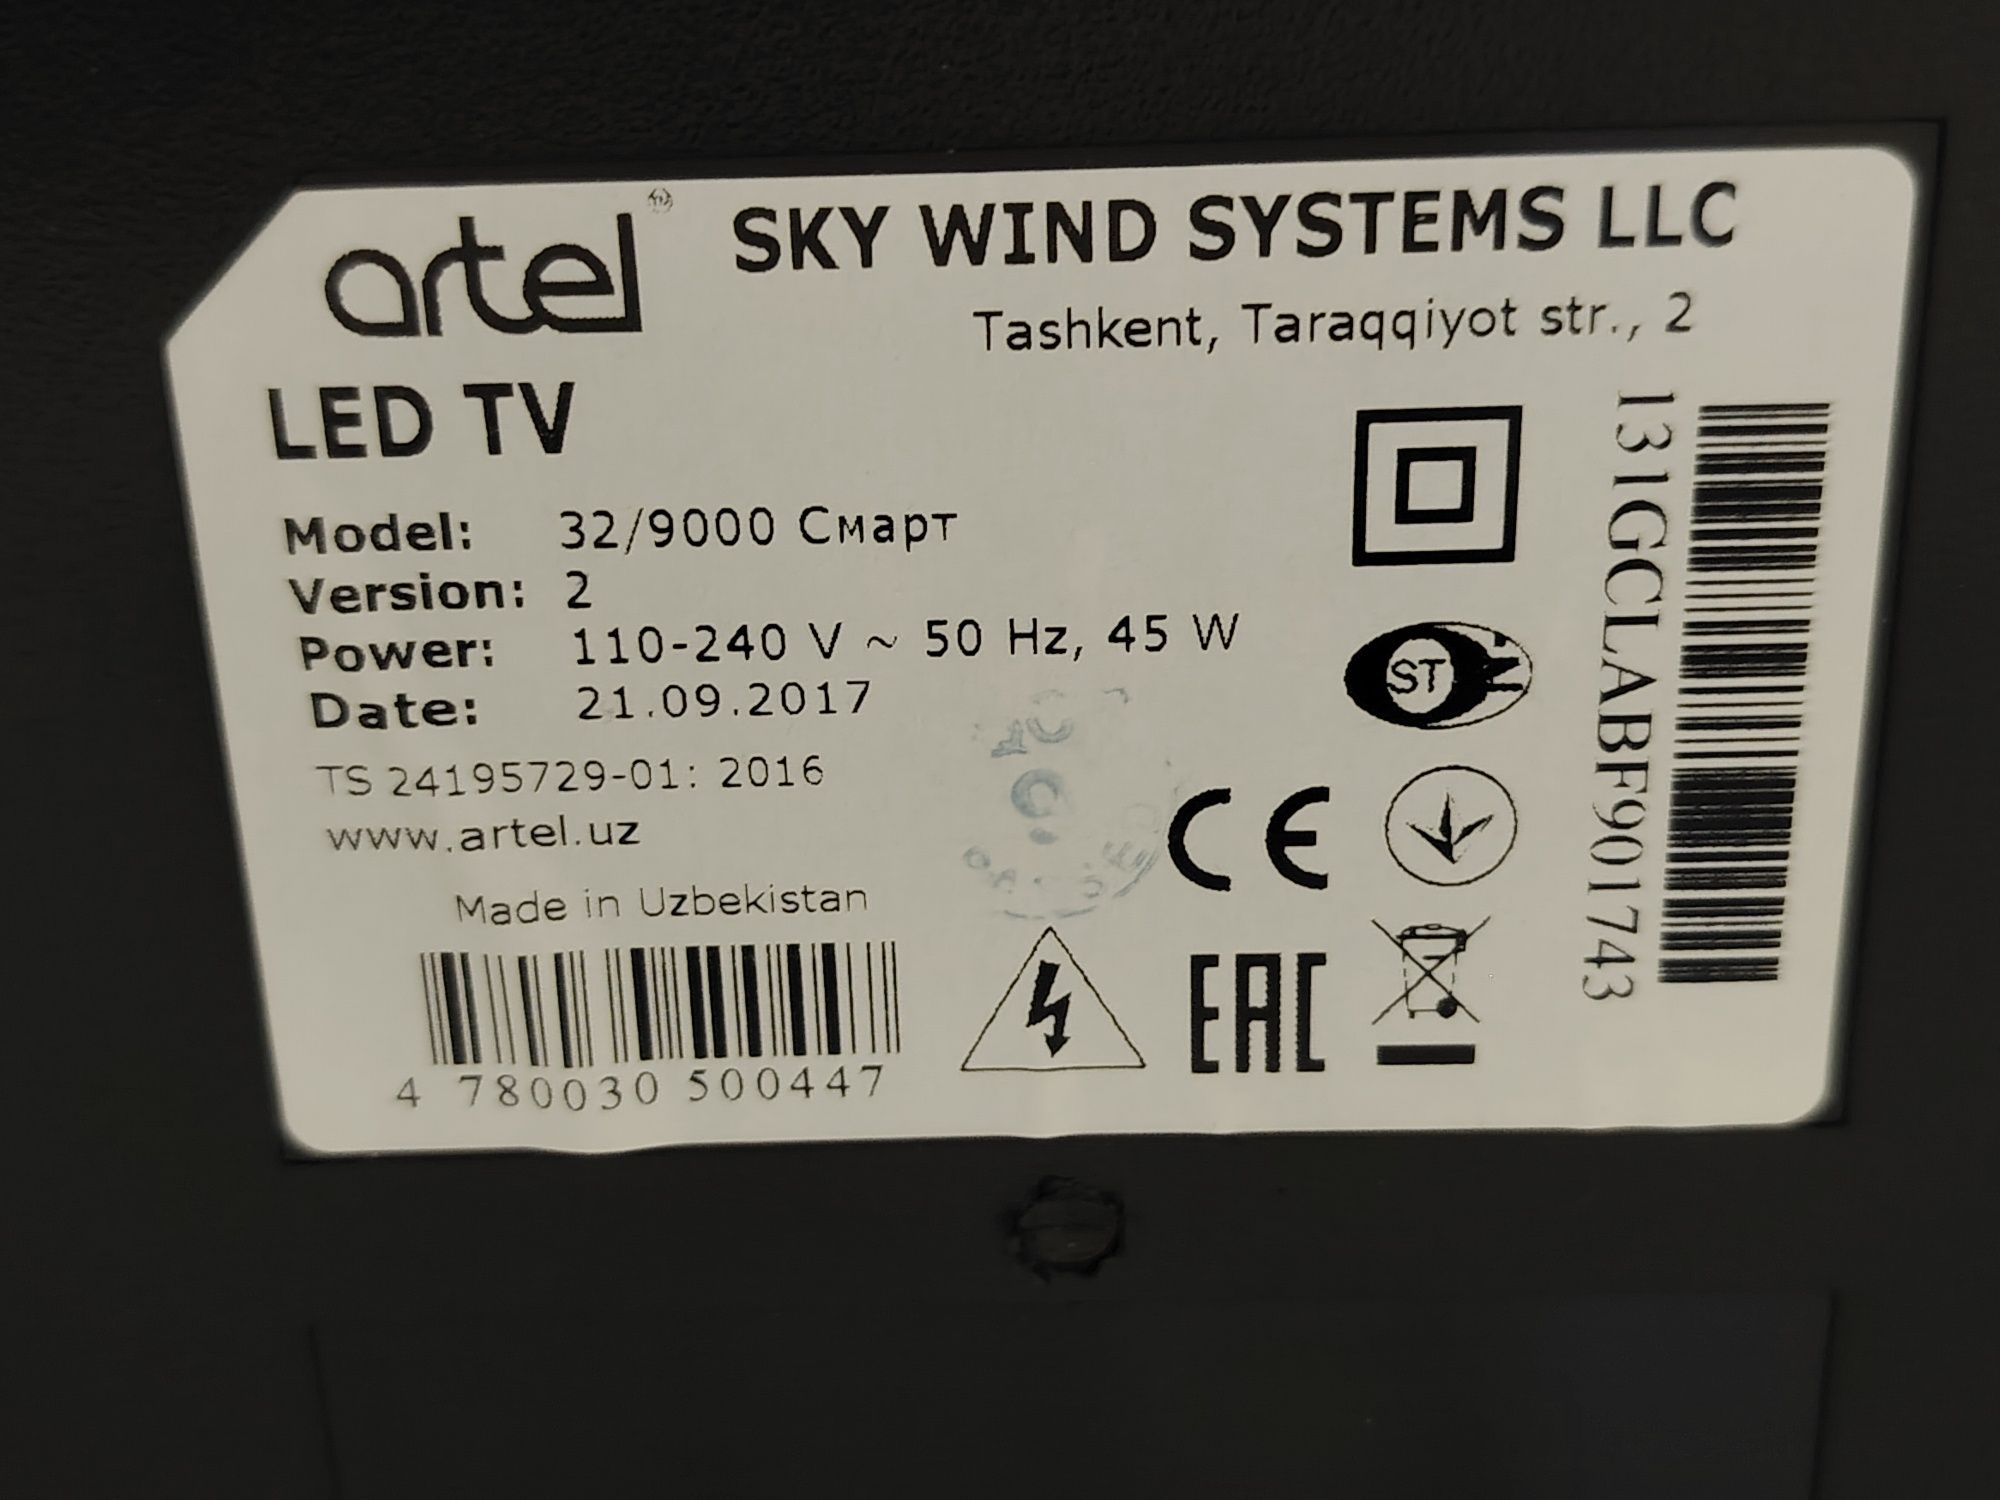 artel
SKY WIND SYSTEMS LLC
Tashkent, Taraqqiyot str., 2
LED TV
Model: 32/9000 Смарт
Version: 2
Power: 110-240 V ~ 50 Hz, 45 W
Date: 21.09.2017
TS 24195729-01: 2016
www.artel.uz
Made in Uzbekistan
4 780030 500447
ST
CE
EAC
131GCLABF901743